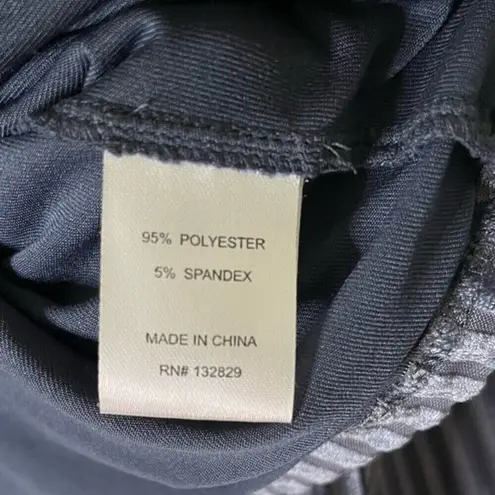 95% POLYESTER
5% SPANDEX
MADE IN CHINA
RN# 132829